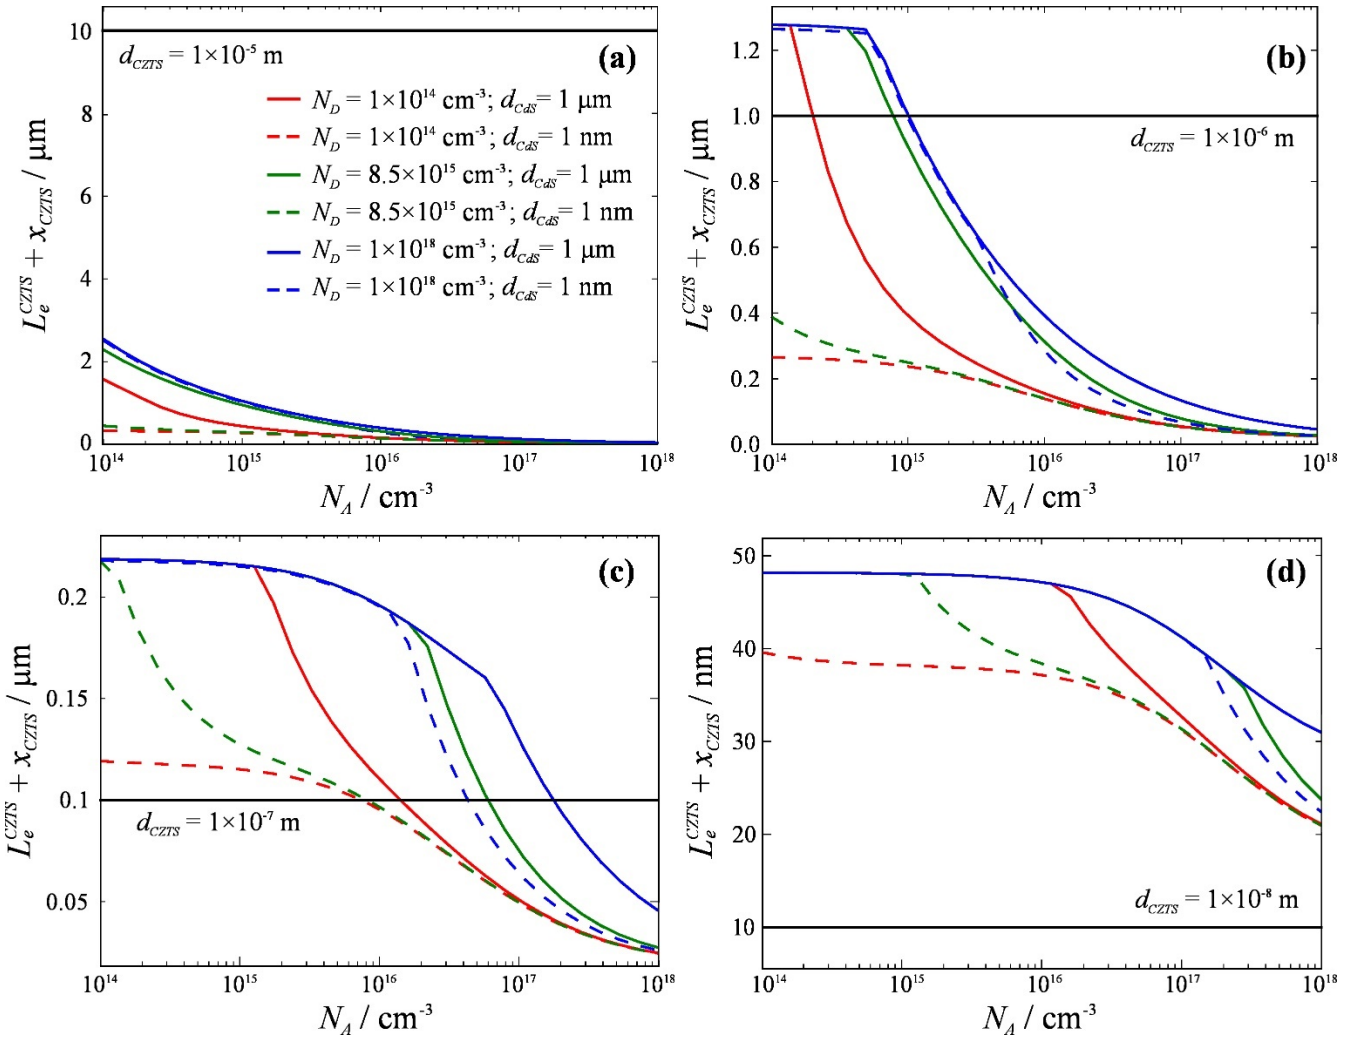 (a)
10
8
6
4
2
0
d_CZTS = 1×10⁻⁵ m
N_D = 1×10¹⁴ cm⁻³; d_CdS = 1 μm
N_D = 1×10¹⁴ cm⁻³; d_CdS = 1 nm
N_D = 8.5×10¹⁵ cm⁻³; d_CdS = 1 μm
N_D = 8.5×10¹⁵ cm⁻³; d_CdS = 1 nm
N_D = 1×10¹⁸ cm⁻³; d_CdS = 1 μm
N_D = 1×10¹⁸ cm⁻³; d_CdS = 1 nm
L_e^CZTS + x_CZTS / μm
10¹⁴ 10¹⁵ 10¹⁶ 10¹⁷ 10¹⁸
N_A / cm⁻³
(b)
1.2
1.0
0.8
0.6
0.4
0.2
0.0
d_CZTS = 1×10⁻⁶ m
L_e^CZTS + x_CZTS / μm
10¹⁴ 10¹⁵ 10¹⁶ 10¹⁷ 10¹⁸
N_A / cm⁻³
(c)
0.2
0.15
0.1
0.05
d_CZTS = 1×10⁻⁷ m
L_e^CZTS + x_CZTS / μm
10¹⁴ 10¹⁵ 10¹⁶ 10¹⁷ 10¹⁸
N_A / cm⁻³
(d)
50
40
30
20
10
d_CZTS = 1×10⁻⁸ m
L_e^CZTS + x_CZTS / nm
10¹⁴ 10¹⁵ 10¹⁶ 10¹⁷ 10¹⁸
N_A / cm⁻³